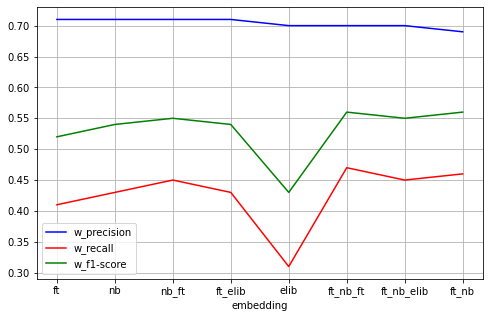 0.70
0.65
0.60
0.55
0.50
0.45
0.40
0.35
0.30
w_precision
w_recall
w_f1-score
ft nb nb_ft ft_elib elib ft_nb_ft ft_nb_elib ft_nb
embedding